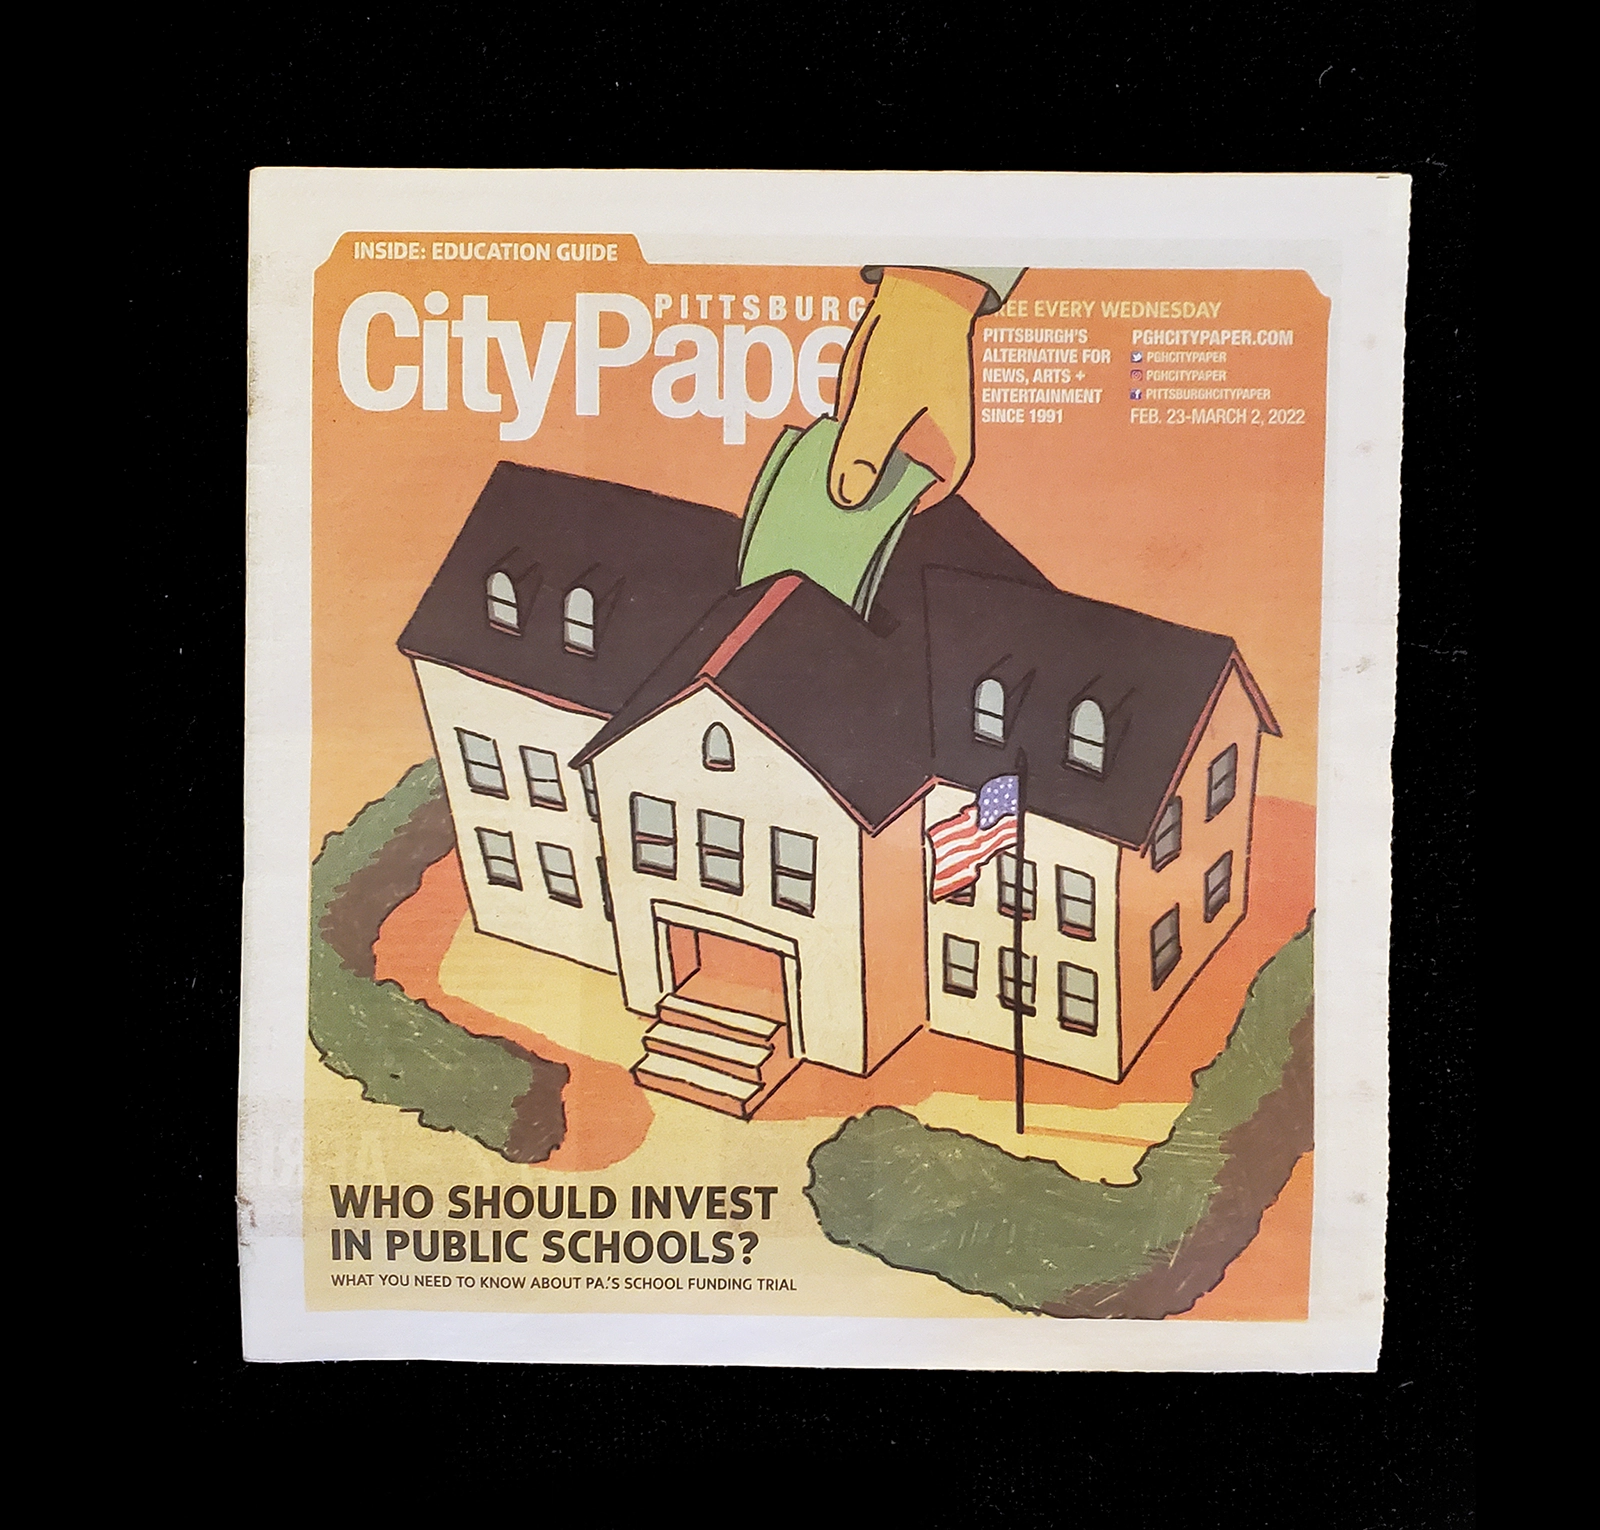 INSIDE: EDUCATION GUIDE
PITTSBURG
CityPape
REE EVERY WEDNESDAY
PITTSBURGH'S
ALTERNATIVE FOR
NEWS, ARTS +
ENTERTAINMENT
SINCE 1991
PGHCITYPAPER.COM
PGHCITYPAPER
PGHCITYPAPER
PITTSBURGHCITYPAPER
FEB. 23-MARCH 2, 2022
WHO SHOULD INVEST
IN PUBLIC SCHOOLS?
WHAT YOU NEED TO KNOW ABOUT PA.'S SCHOOL FUNDING TRIAL